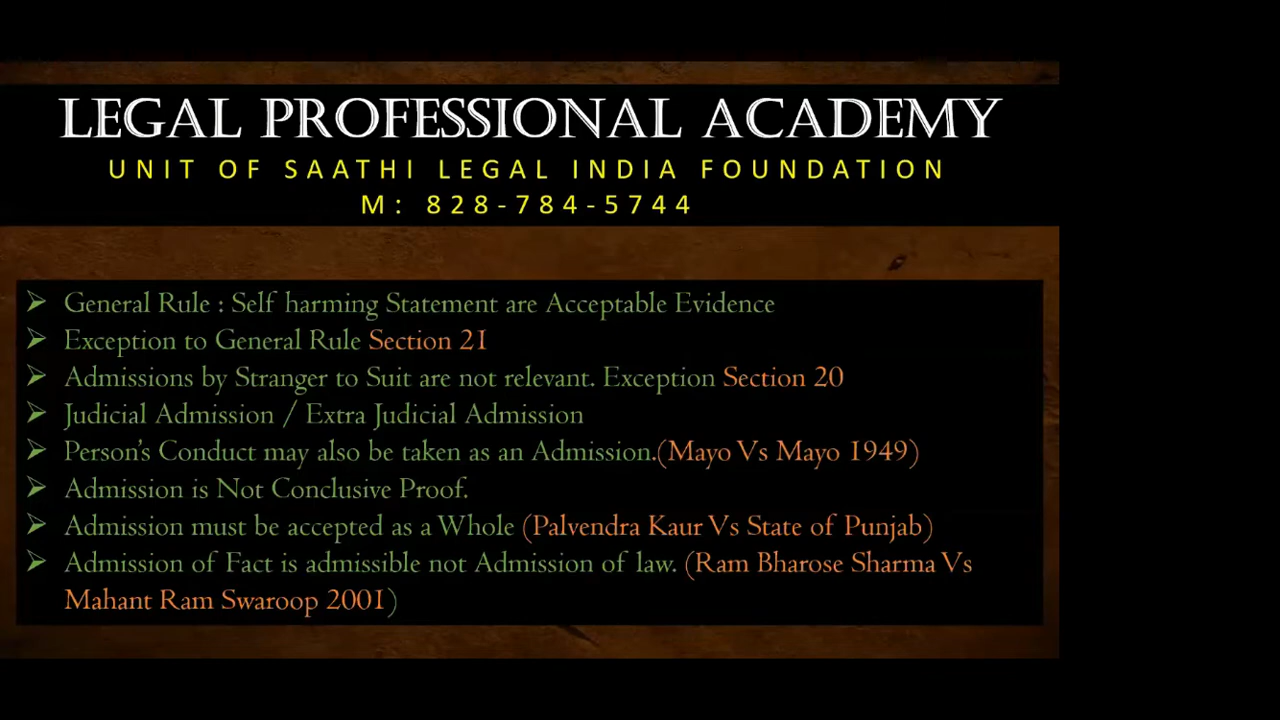 LEGAL PROFESSIONAL ACADEMY
UNIT OF SAATHI LEGAL INDIA FOUNDATION
M: 828-784-5744
➢ General Rule : Self harming Statement are Acceptable Evidence
➢ Exception to General Rule Section 21
➢ Admissions by Stranger to Suit are not relevant. Exception Section 20
➢ Judicial Admission / Extra Judicial Admission
➢ Person's Conduct may also be taken as an Admission.(Mayo Vs Mayo 1949)
➢ Admission is Not Conclusive Proof.
➢ Admission must be accepted as a Whole (Palvendra Kaur Vs State of Punjab)
➢ Admission of Fact is admissible not Admission of law. (Ram Bharose Sharma Vs
Mahant Ram Swaroop 2001)